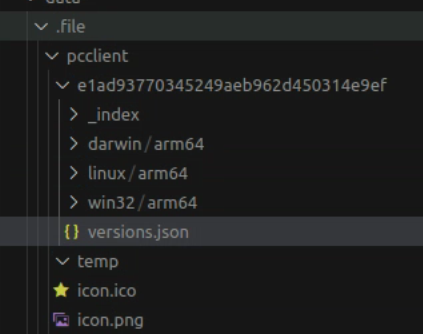 data
.file
pcclient
e1ad93770345249aeb962d450314e9ef
_index
darwin/arm64
linux/arm64
win32/arm64
{} versions.json
temp
icon.ico
icon.png